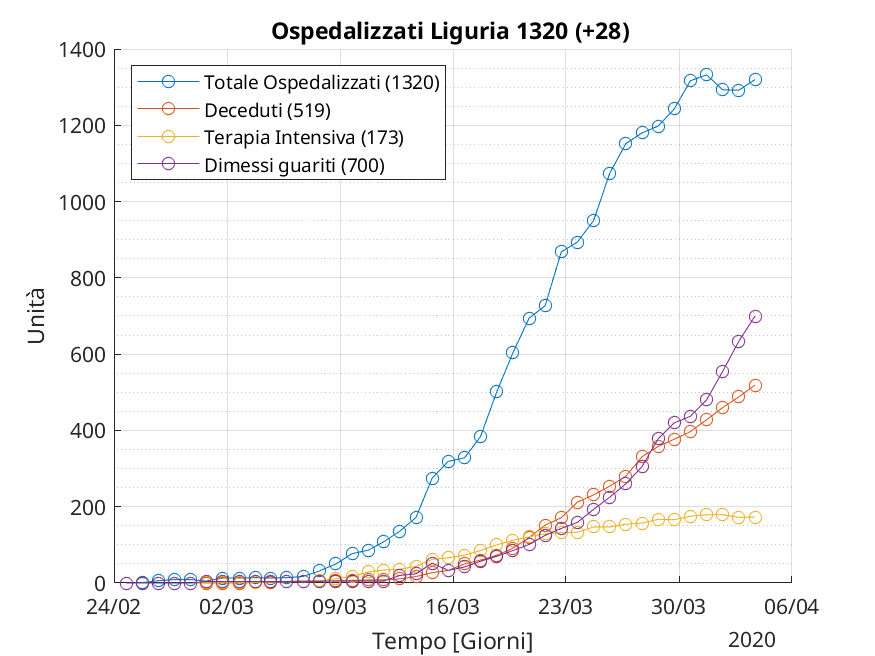 Ospedalizzati Liguria 1320 (+28)
1400
1200
1000
800
600
400
200
0
Unità
Totale Ospedalizzati (1320)
Deceduti (519)
Terapia Intensiva (173)
Dimessi guariti (700)
24/02 02/03 09/03 16/03 23/03 30/03 06/04
Tempo [Giorni]
2020